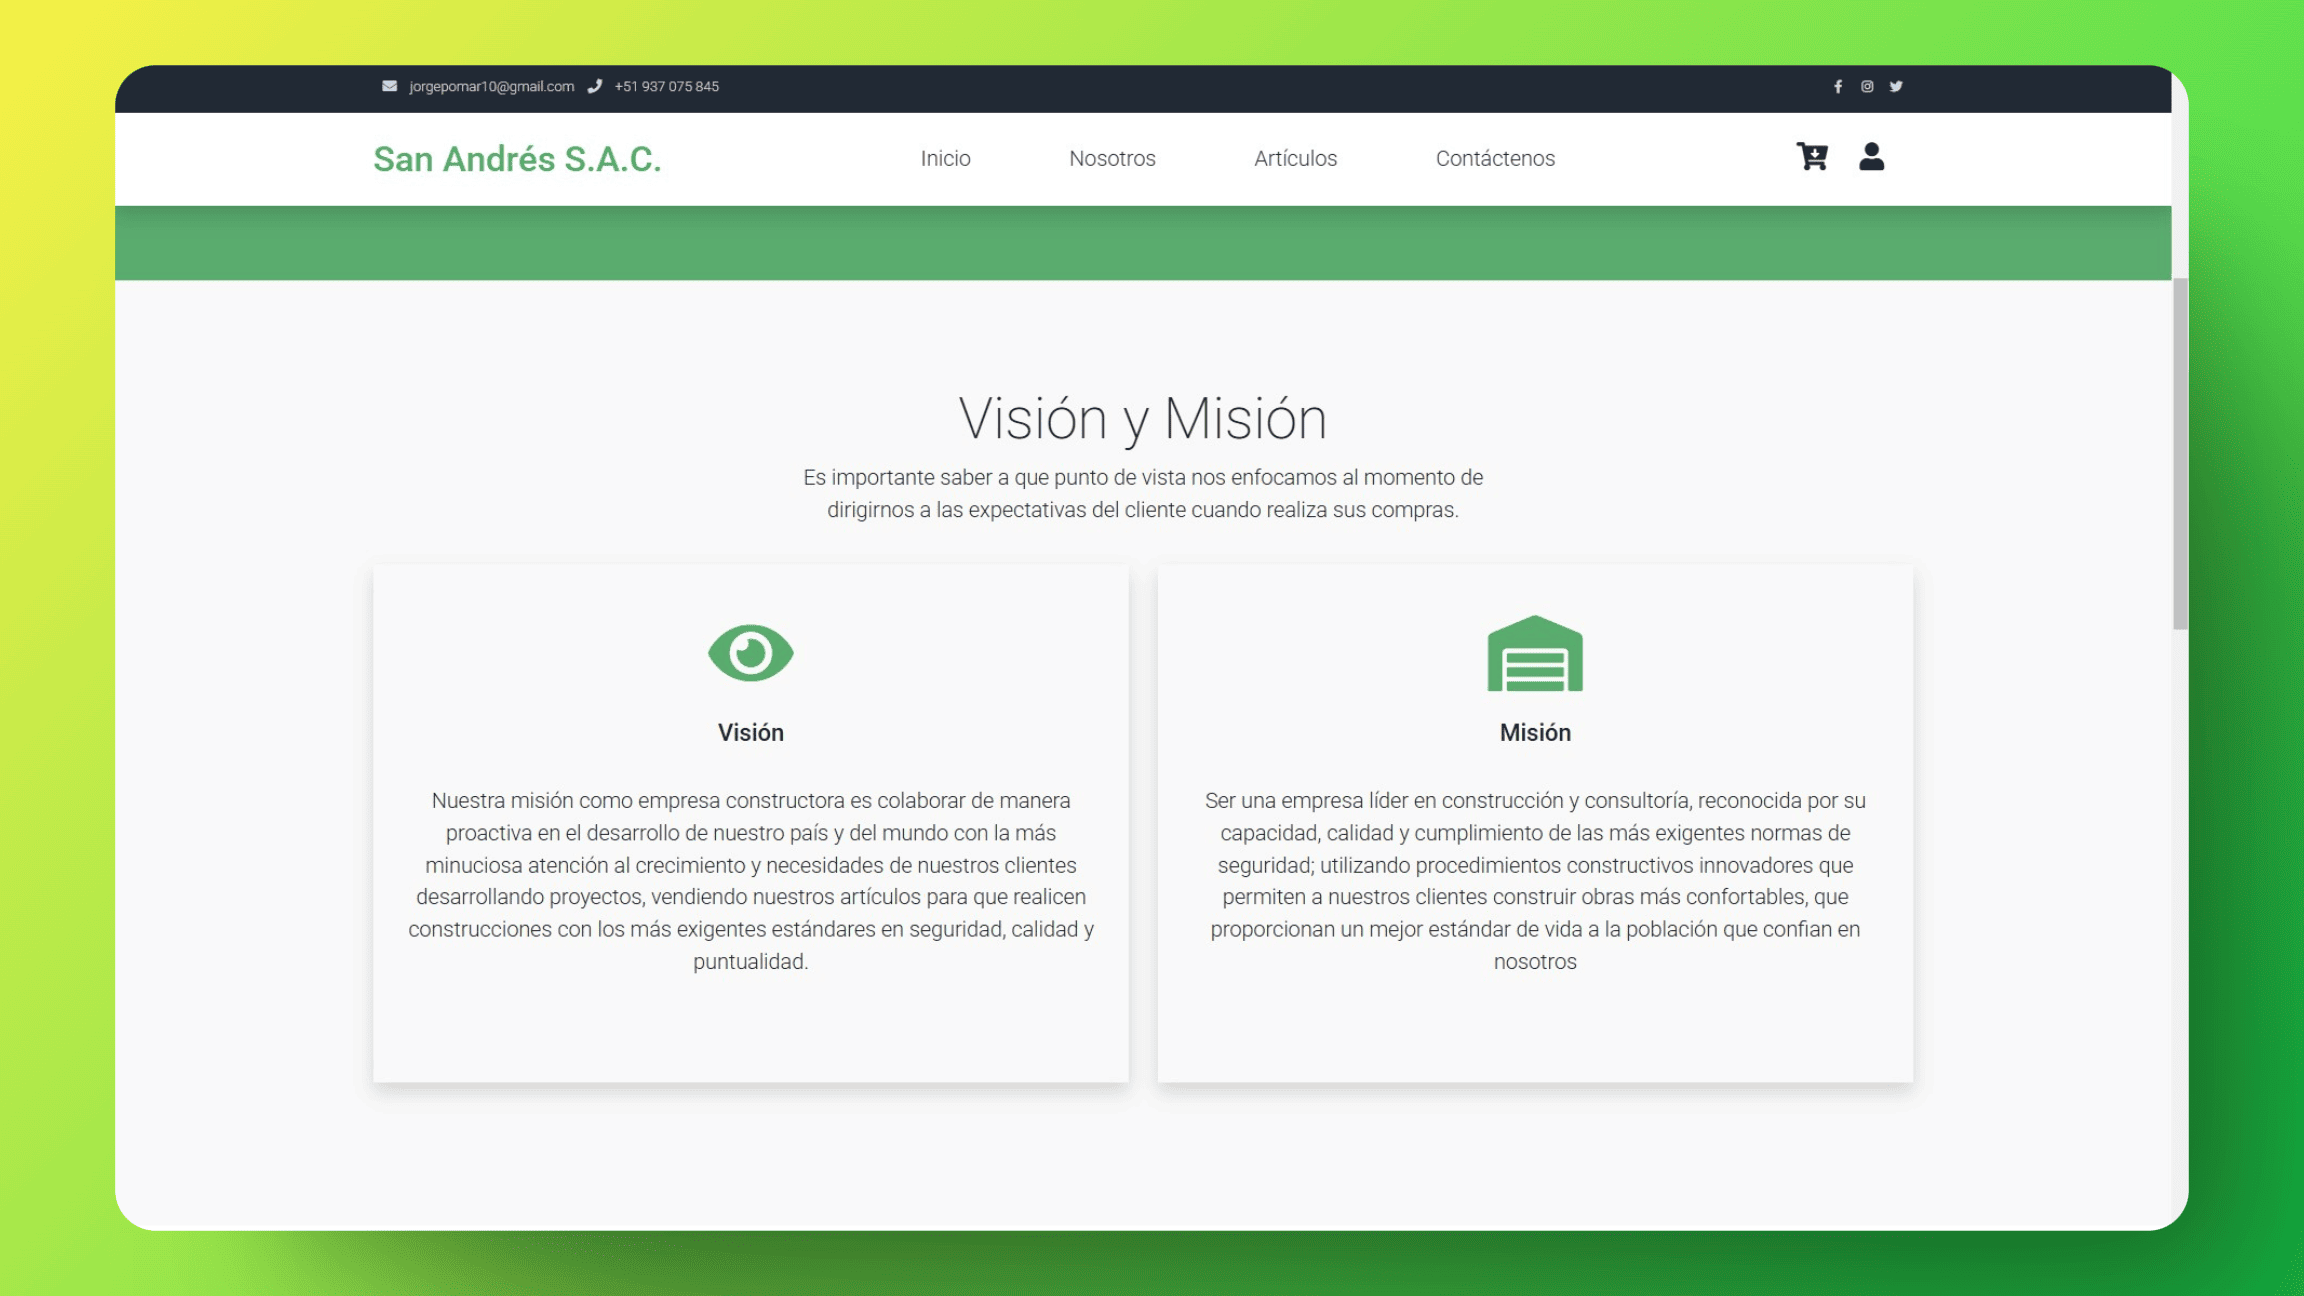 jorgepomar10@gmail.com +51 937 075 845
San Andrés S.A.C. Inicio Nosotros Artículos Contáctenos
Visión y Misión
Es importante saber a que punto de vista nos enfocamos al momento de
dirigirnos a las expectativas del cliente cuando realiza sus compras.
Visión
Nuestra misión como empresa constructora es colaborar de manera
proactiva en el desarrollo de nuestro país y del mundo con la más
minuciosa atención al crecimiento y necesidades de nuestros clientes
desarrollando proyectos, vendiendo nuestros artículos para que realicen
construcciones con los más exigentes estándares en seguridad, calidad y
puntualidad.
Misión
Ser una empresa líder en construcción y consultoría, reconocida por su
capacidad, calidad y cumplimiento de las más exigentes normas de
seguridad; utilizando procedimientos constructivos innovadores que
permiten a nuestros clientes construir obras más confortables, que
proporcionan un mejor estándar de vida a la población que confian en
nosotros